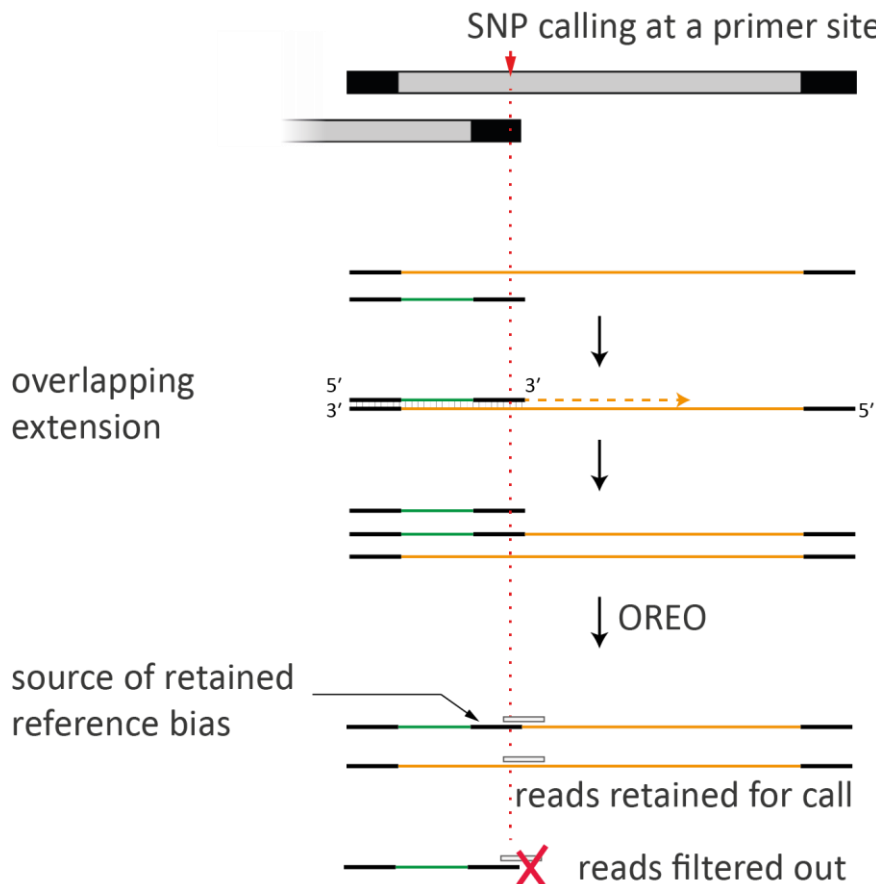 SNP calling at a primer site
overlapping
extension
5′
3′
3′
5′
OREO
source of retained
reference bias
reads retained for call
reads filtered out